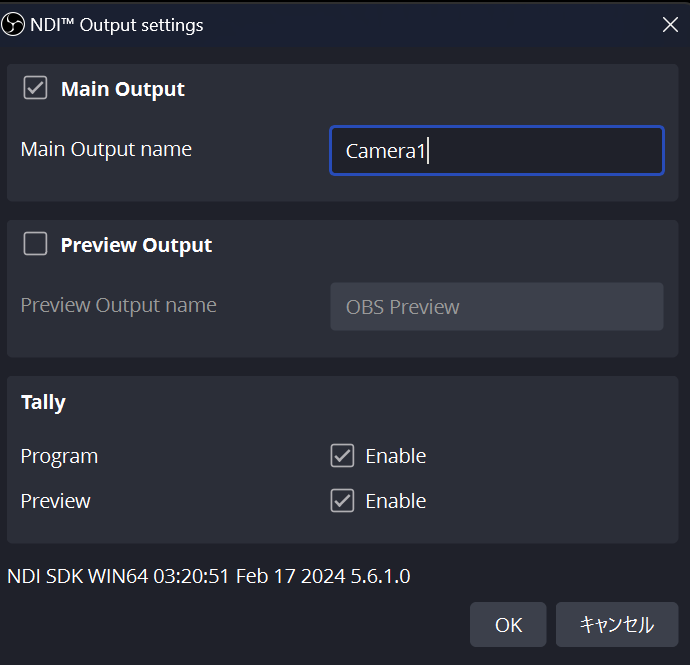 NDI™ Output settings
Main Output
Main Output name Camera1
Preview Output
Preview Output name OBS Preview
Tally
Program Enable
Preview Enable
NDI SDK WIN64 03:20:51 Feb 17 2024 5.6.1.0
OK キャンセル